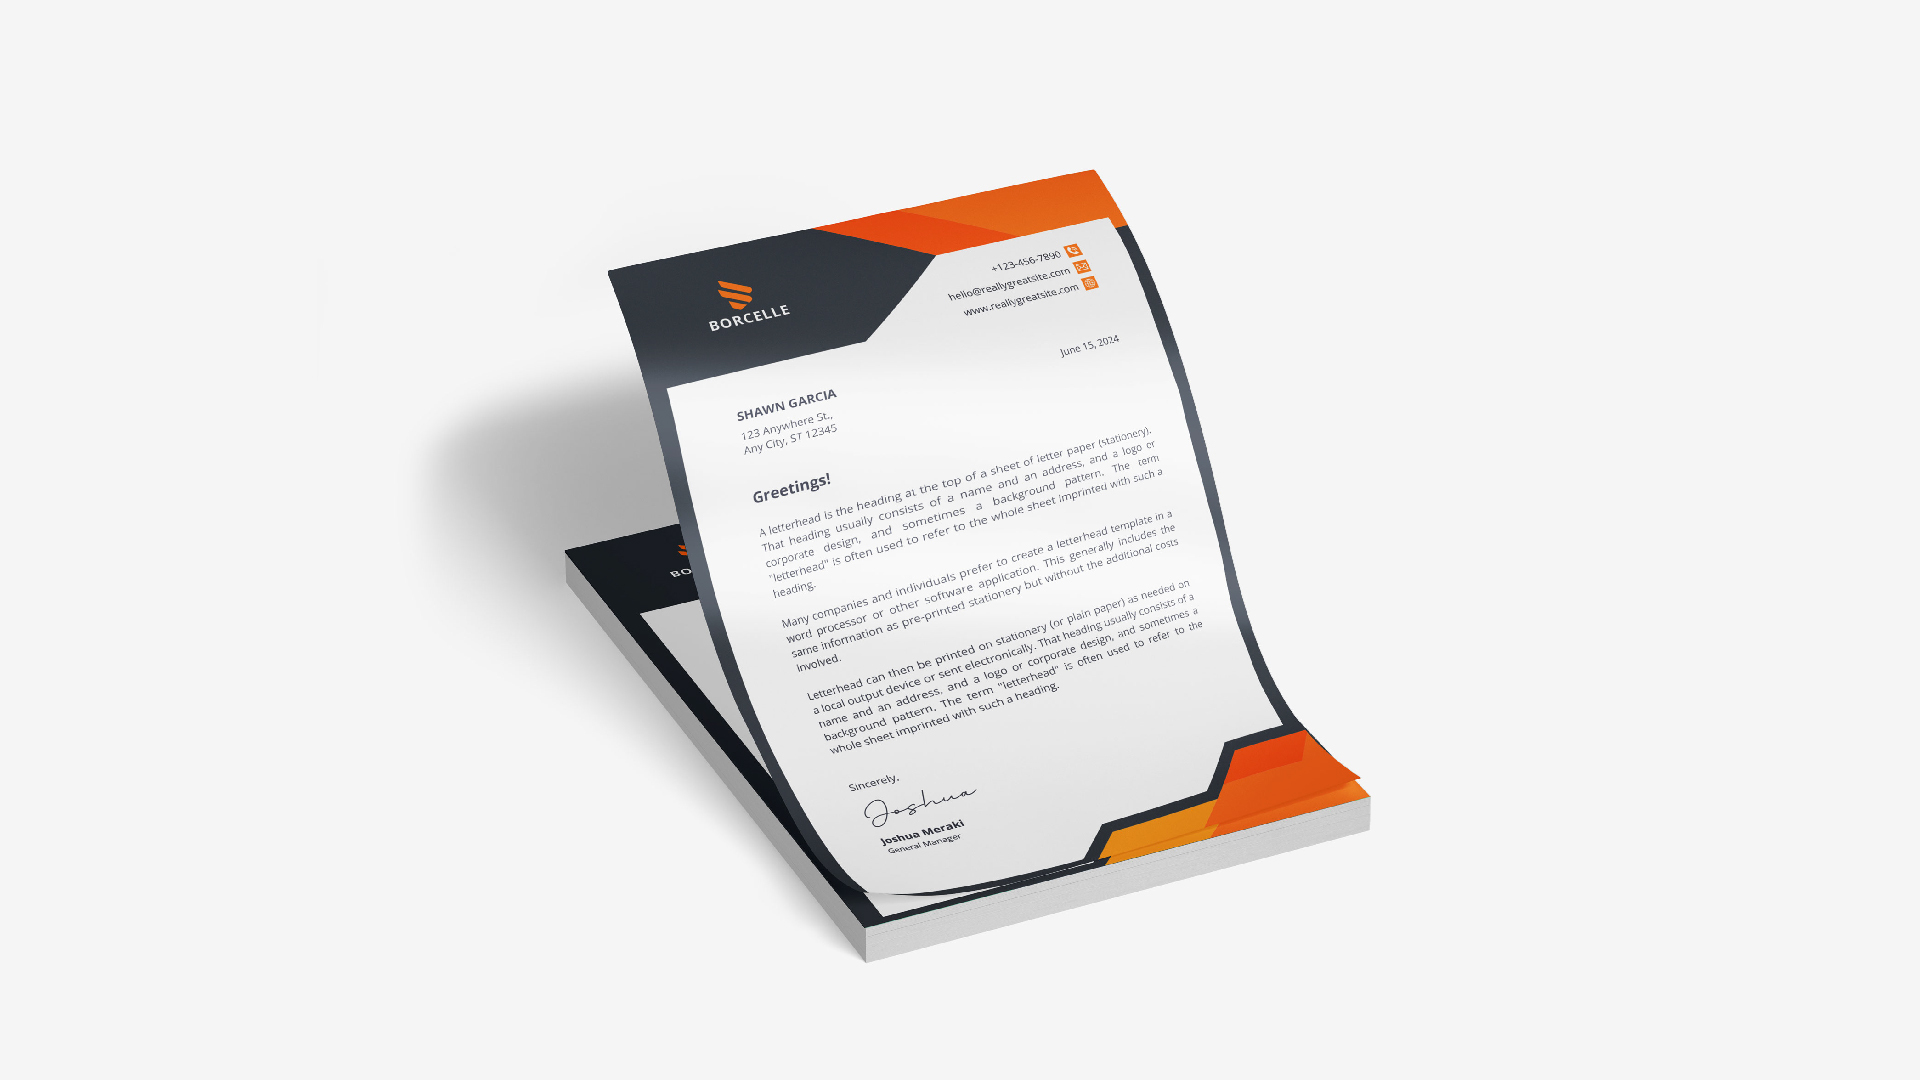 BORCELLE
+123-456-7890
hello@reallygreatsite.com
www.reallygreatsite.com
June 15, 2024
SHAWN GARCIA
123 Anywhere St.,
Any City, ST 12345
Greetings!
A letterhead is the heading at the top of a sheet of letter paper (stationery).
That heading usually consists of a name and an address, and a logo or
corporate design, and sometimes a background pattern. The term
"letterhead" is often used to refer to the whole sheet imprinted with such a
heading.
Many companies and individuals prefer to create a letterhead template in a
word processor or other software application. This generally includes the
same information as pre-printed stationery but without the additional costs
involved.
Letterhead can then be printed on stationery (or plain paper) as needed on
a local output device or sent electronically. That heading usually consists of a
name and an address, and a logo or corporate design, and sometimes a
background pattern. The term "letterhead" is often used to refer to the
whole sheet imprinted with such a heading.
Sincerely,
Joshua
Joshua Meraki
General Manager
BO